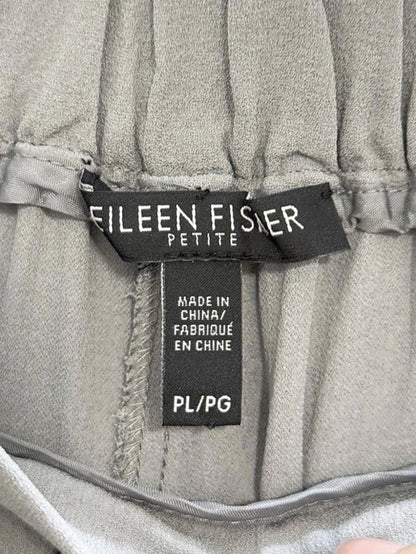 EILEEN FISHER
PETITE
MADE IN
CHINA/
FABRIQUÉ
EN CHINE
PL/PG